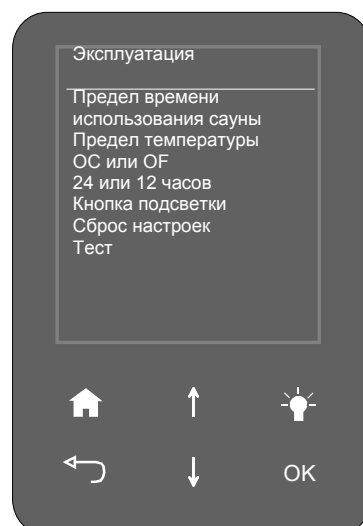 Эксплуатация
Предел времени
использования сауны
Предел температуры
ОС или OF
24 или 12 часов
Кнопка подсветки
Сброс настроек
Тест
OK